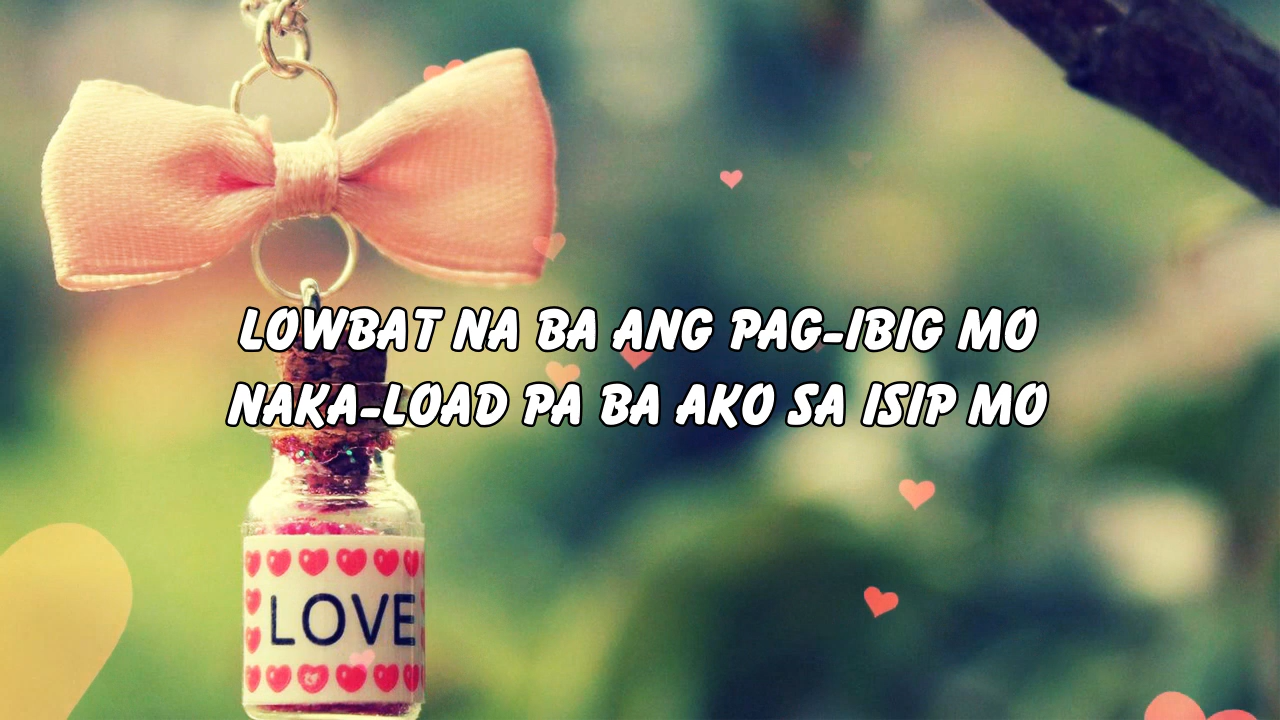 LOWBAT NA BA ANG PAG-IBIG MO
NAKA-LOAD PA BA AKO SA ISIP MO
LOVE